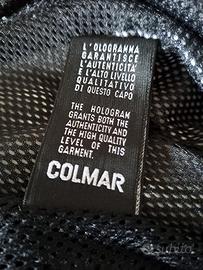 L'OLOGRAMMA
GARANTISCE
L'AUTENTICITÀ
E L'ALTO LIVELLO
QUALITATIVO
DI QUESTO CAPO
THE HOLOGRAM
GRANTS BOTH THE
AUTHENTICITY AND
THE HIGH QUALITY
LEVEL OF THIS
GARMENT.
COLMAR
subito